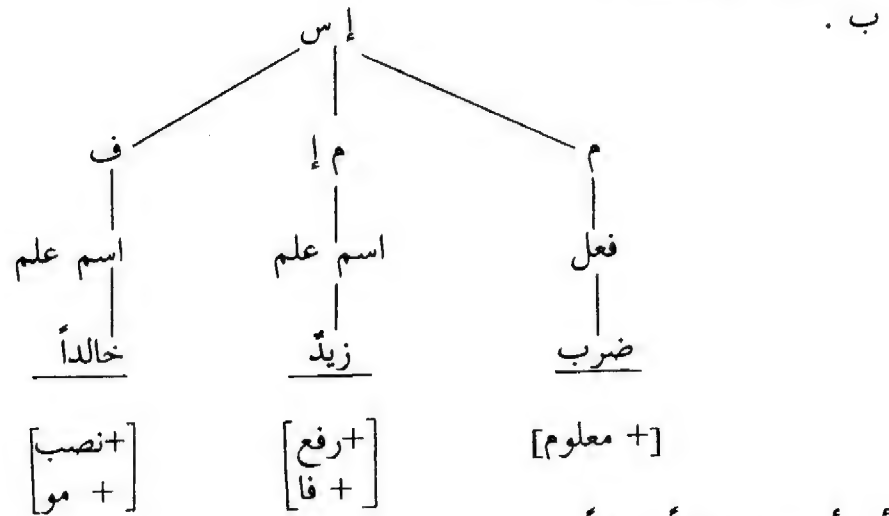 ب .
إ س
م م إ ف
فعل اسم علم اسم علم
ضرب زيدٌ خالداً
[+ معلوم] [+رفع + فا] [+نصب + مو]